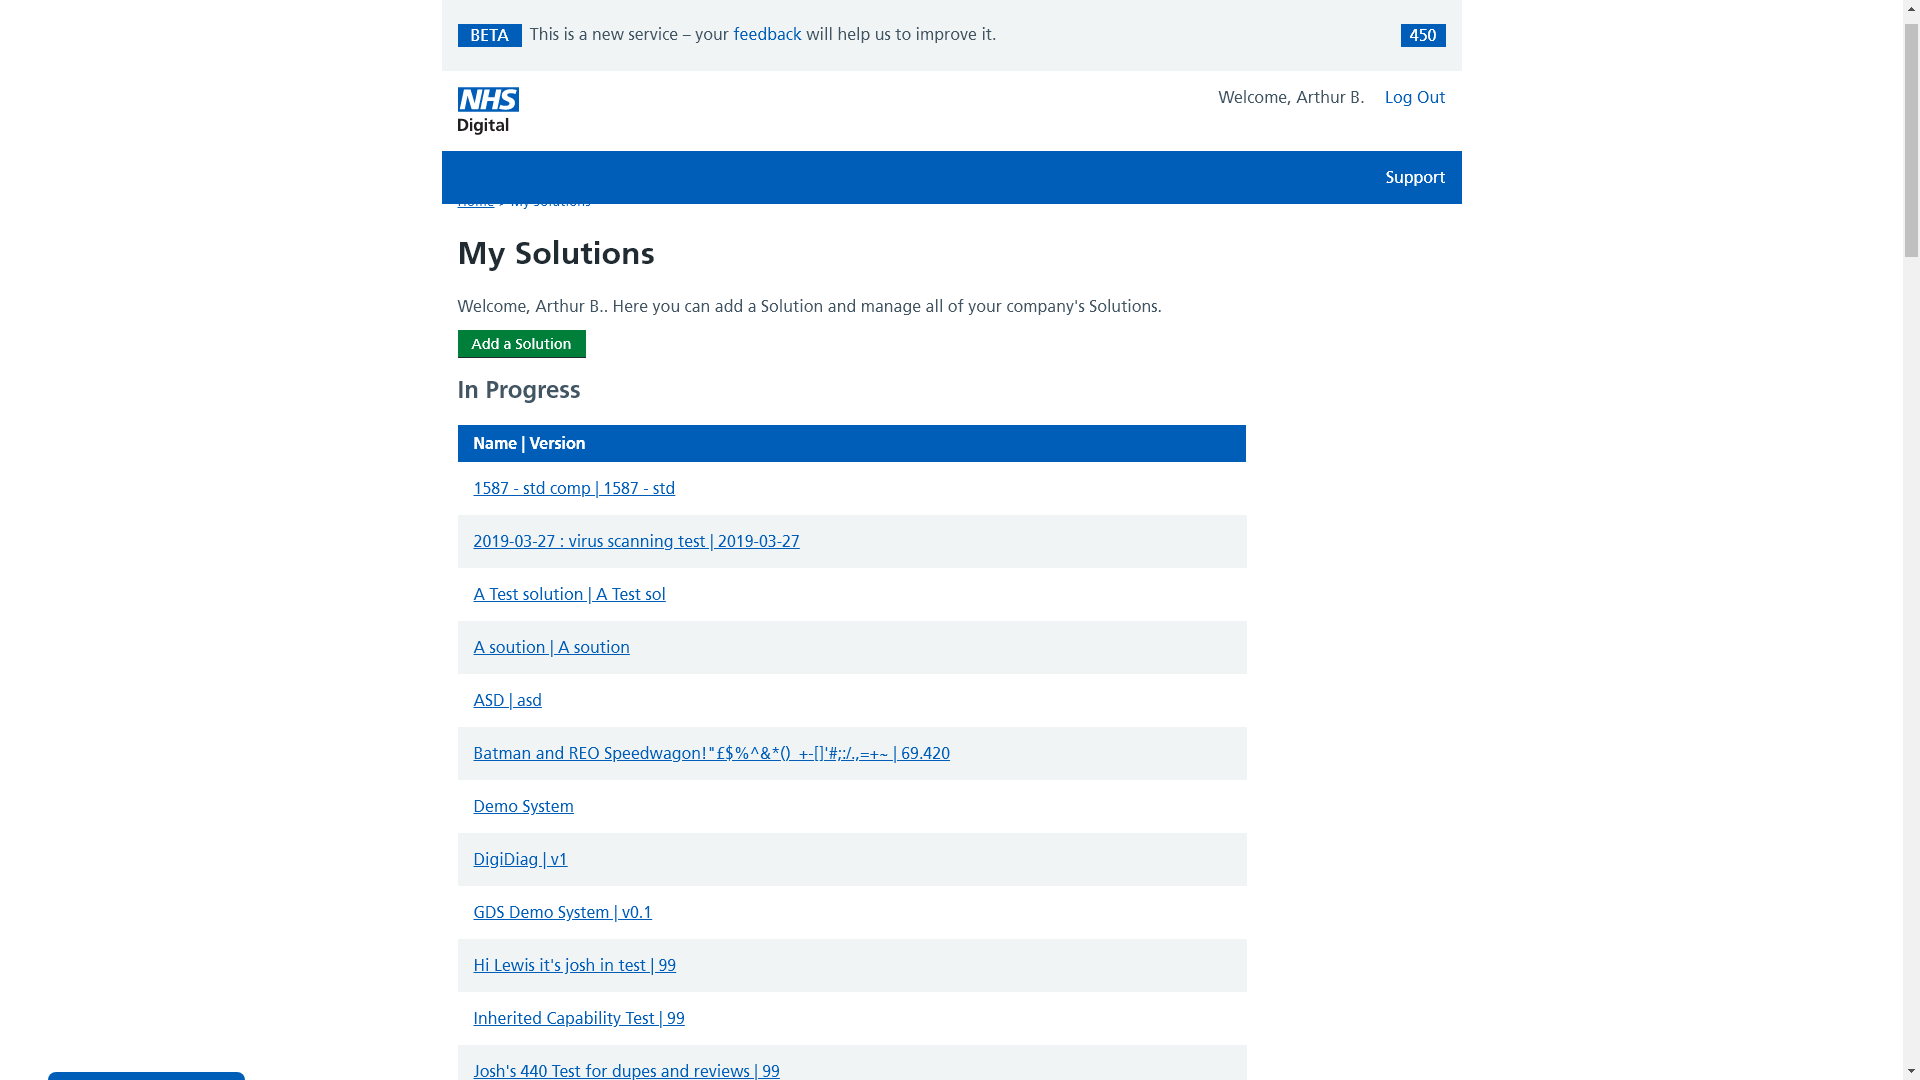 BETA This is a new service – your feedback will help us to improve it. 450
NHS
Digital
Welcome, Arthur B. Log Out
Support
Home > My Solutions
My Solutions
Welcome, Arthur B.. Here you can add a Solution and manage all of your company's Solutions.
Add a Solution
In Progress
Name | Version
1587 - std comp | 1587 - std
2019-03-27 : virus scanning test | 2019-03-27
A Test solution | A Test sol
A soution | A soution
ASD | asd
Batman and REO Speedwagon!"£$%^&*()_+-[]'#;:/.,=+~ | 69.420
Demo System
DigiDiag | v1
GDS Demo System | v0.1
Hi Lewis it's josh in test | 99
Inherited Capability Test | 99
Josh's 440 Test for dupes and reviews | 99